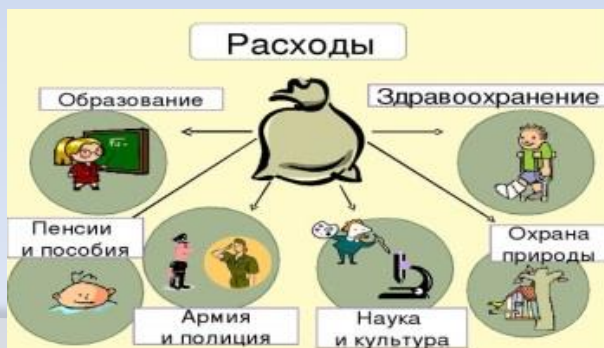 Расходы
Образование
Здравоохранение
Пенсии
и пособия
Армия
и полиция
Наука
и культура
Охрана
природы